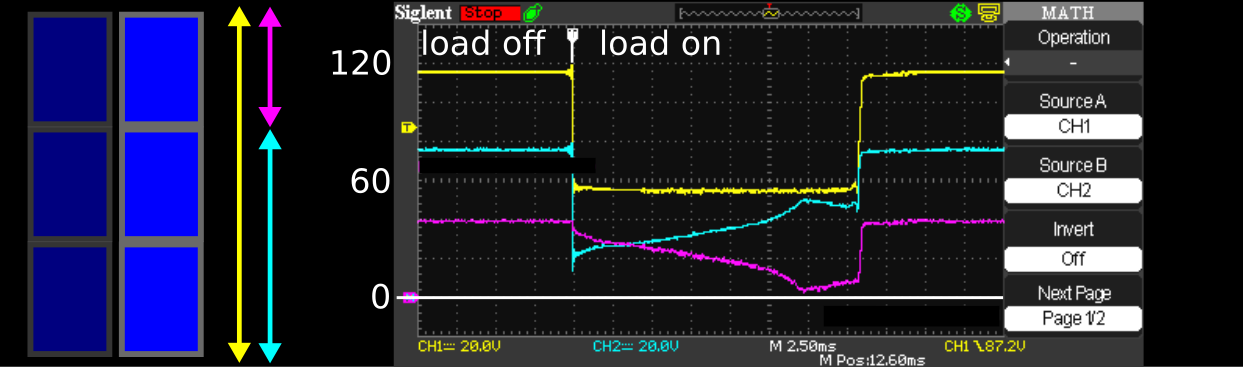 Siglent Stop
MATH
load off load on
120
60
0
T
M
S
Operation
-
Source A
CH1
Source B
CH2
Invert
Off
Next Page
Page 1/2
CH1 20.0V CH2 20.0V M 2.50ms CH1 87.2V
M Pos:12.60ms